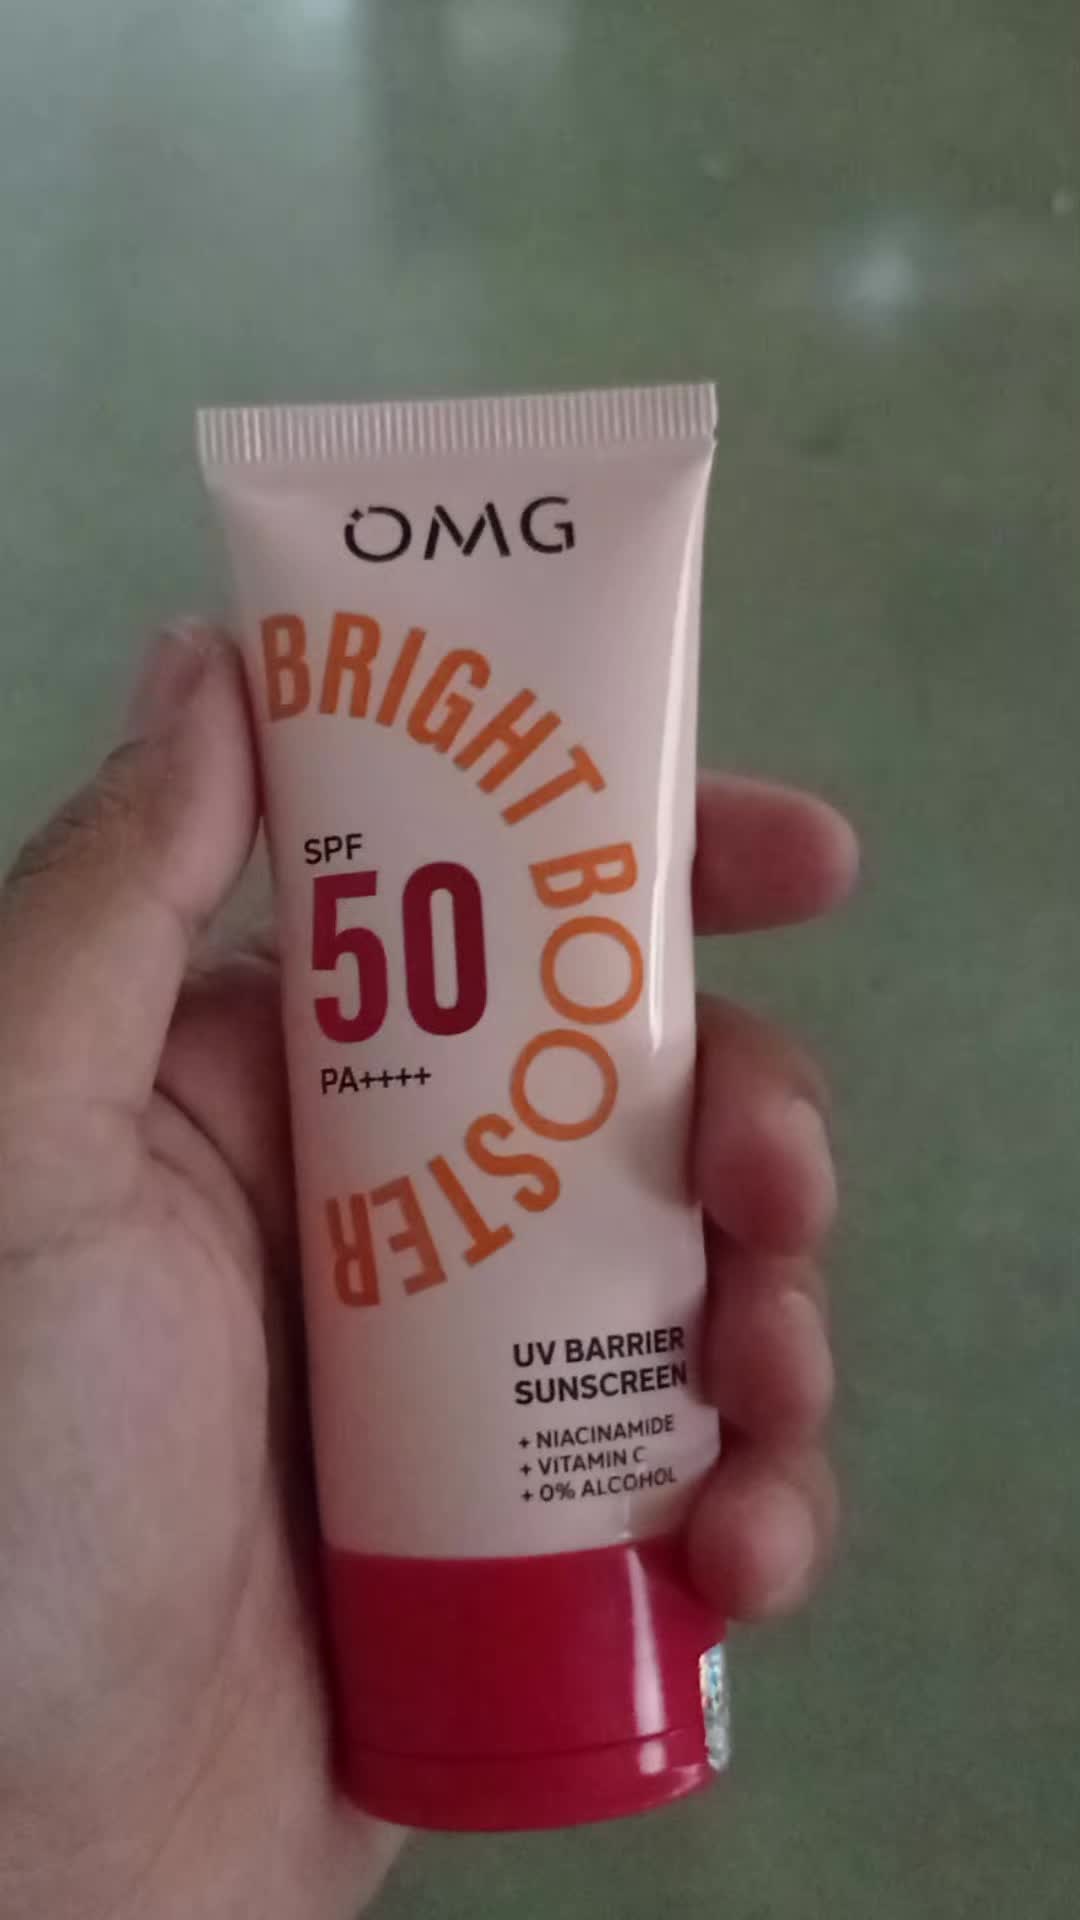 OMG
BRIGHT BOOSTER
SPF
50
PA++++
UV BARRIER
SUNSCREEN
+ NIACINAMIDE
+ VITAMIN C
+ 0% ALCOHOL